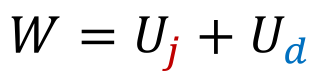 W = U_j + U_d